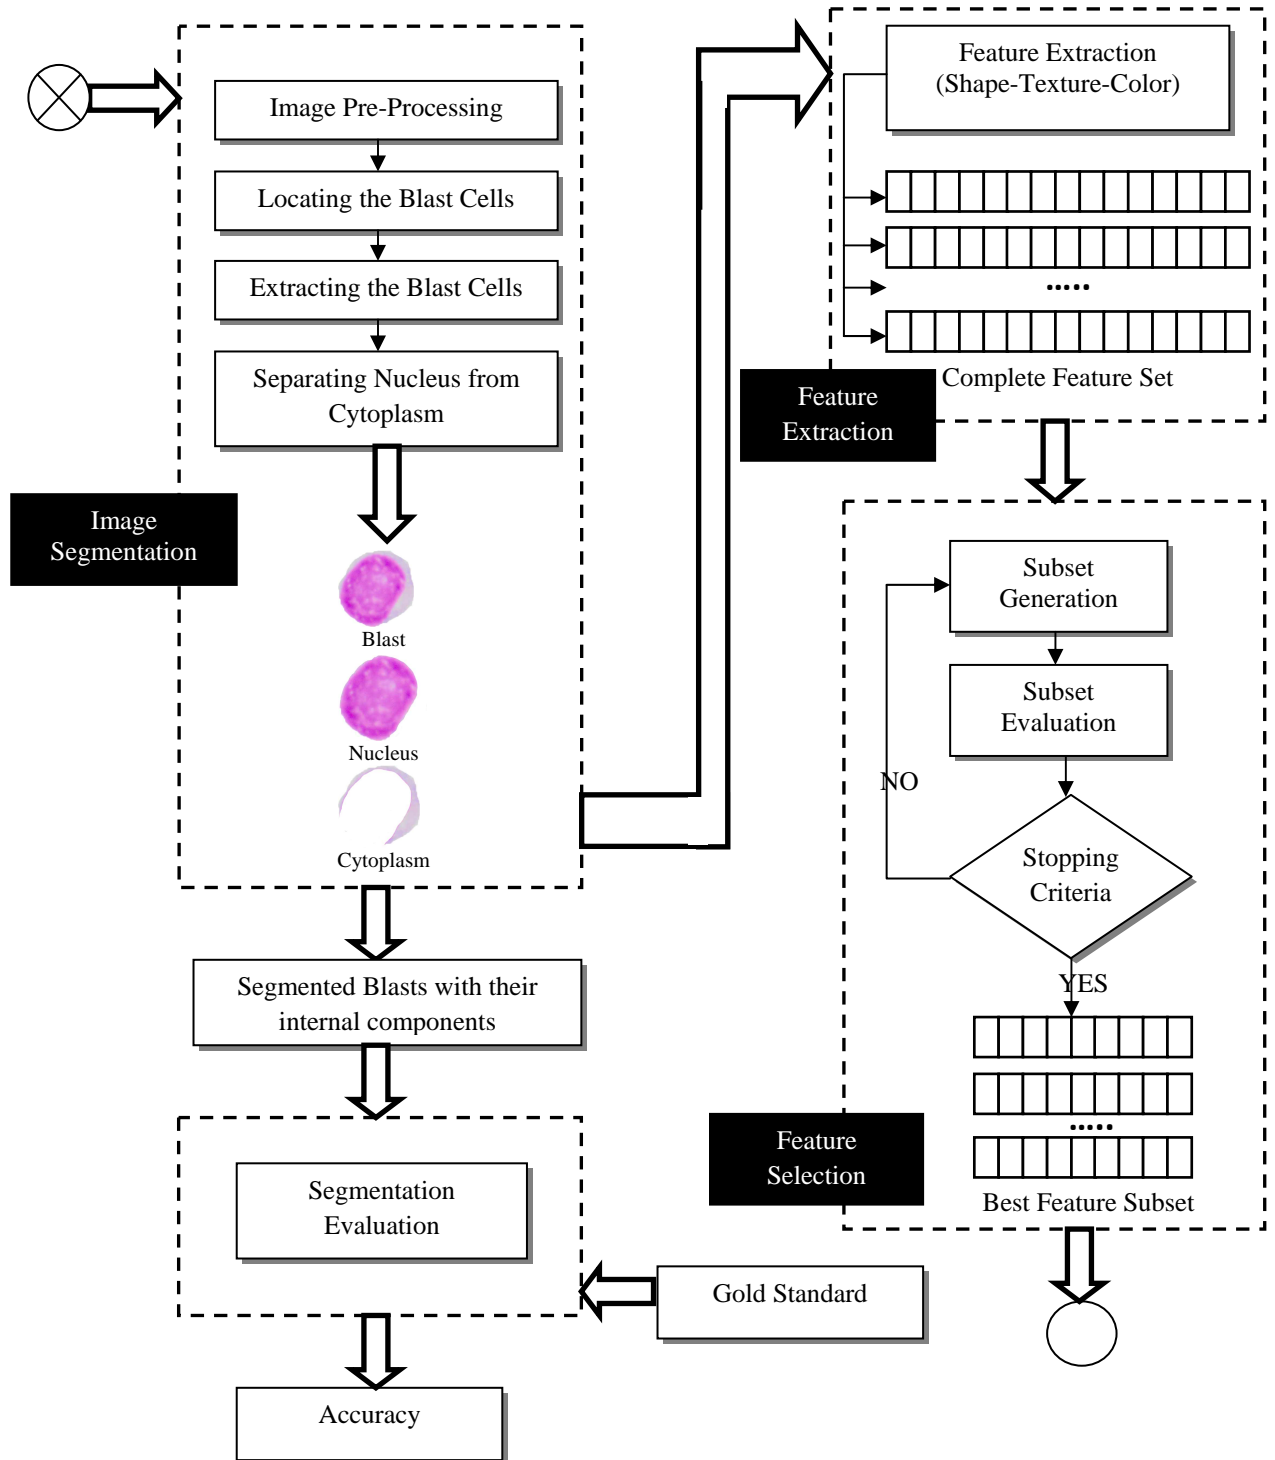 Image Pre-Processing
Locating the Blast Cells
Extracting the Blast Cells
Separating Nucleus from
Cytoplasm
Image
Segmentation
Blast
Nucleus
Cytoplasm
Segmented Blasts with their
internal components
Segmentation
Evaluation
Gold Standard
Accuracy
Feature Extraction
(Shape-Texture-Color)
.....
Complete Feature Set
Feature
Extraction
Subset
Generation
Subset
Evaluation
NO
Stopping
Criteria
YES
.....
Feature
Selection
Best Feature Subset